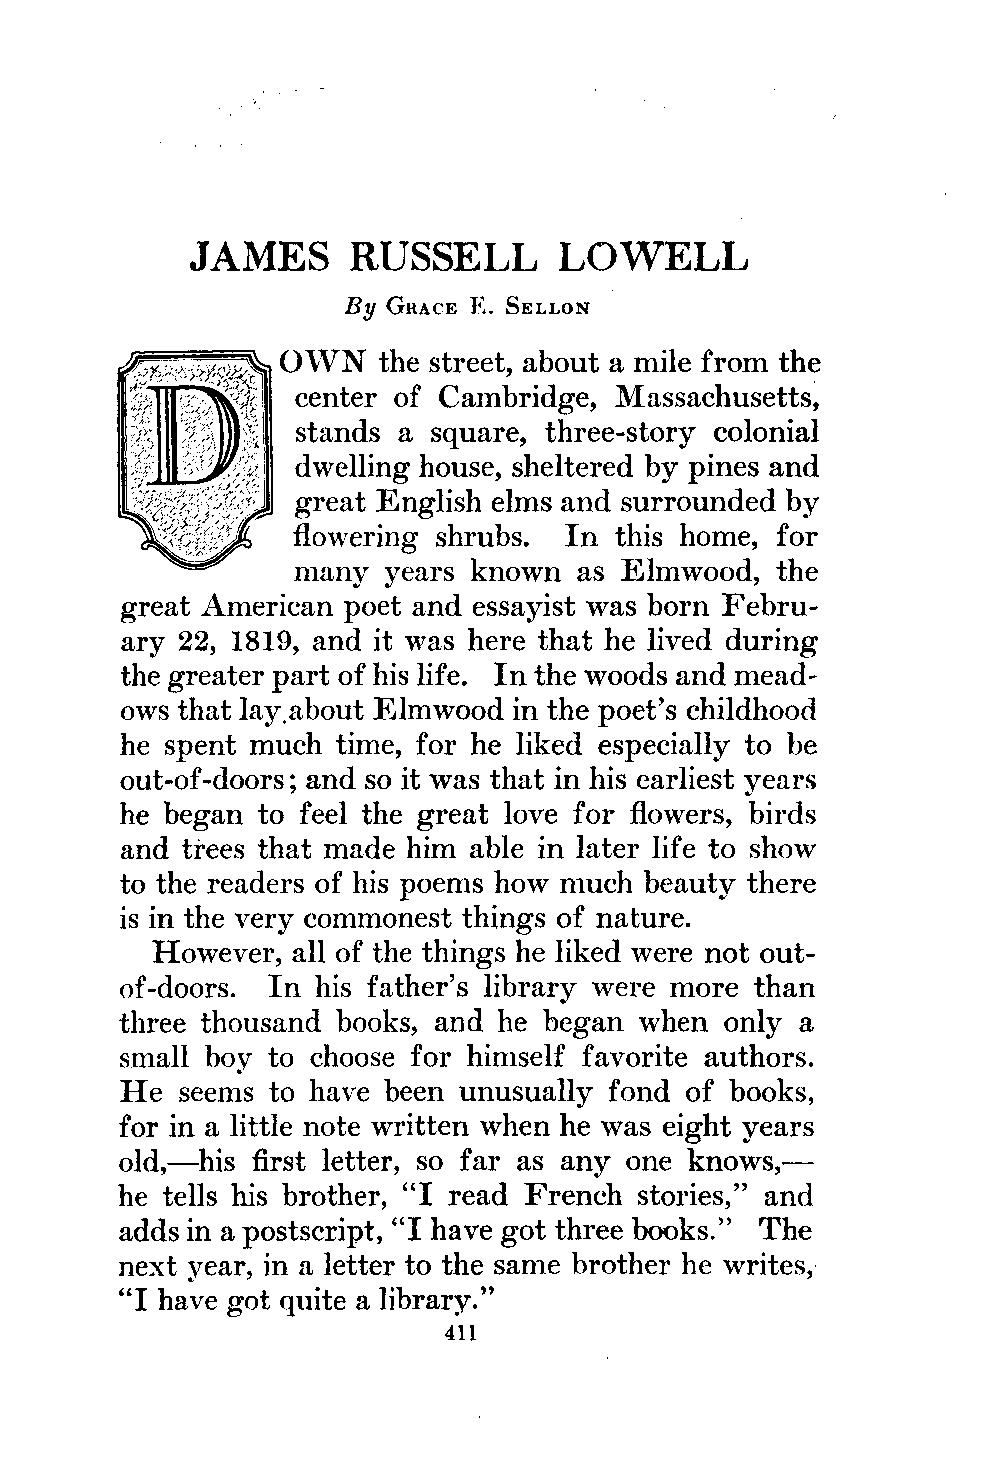 JAMES RUSSELL LOWELL
By GRACE E. SELLON
DOWN the street, about a mile from the
center of Cambridge, Massachusetts,
stands a square, three-story colonial
dwelling house, sheltered by pines and
great English elms and surrounded by
flowering shrubs. In this home, for
many years known as Elmwood, the
great American poet and essayist was born Febru-
ary 22, 1819, and it was here that he lived during
the greater part of his life. In the woods and mead-
ows that lay about Elmwood in the poet's childhood
he spent much time, for he liked especially to be
out-of-doors; and so it was that in his earliest years
he began to feel the great love for flowers, birds
and trees that made him able in later life to show
to the readers of his poems how much beauty there
is in the very commonest things of nature.
However, all of the things he liked were not out-
of-doors. In his father's library were more than
three thousand books, and he began when only a
small boy to choose for himself favorite authors.
He seems to have been unusually fond of books,
for in a little note written when he was eight years
old,—his first letter, so far as any one knows,—
he tells his brother, "I read French stories," and
adds in a postscript, "I have got three books." The
next year, in a letter to the same brother he writes,
"I have got quite a library."
411